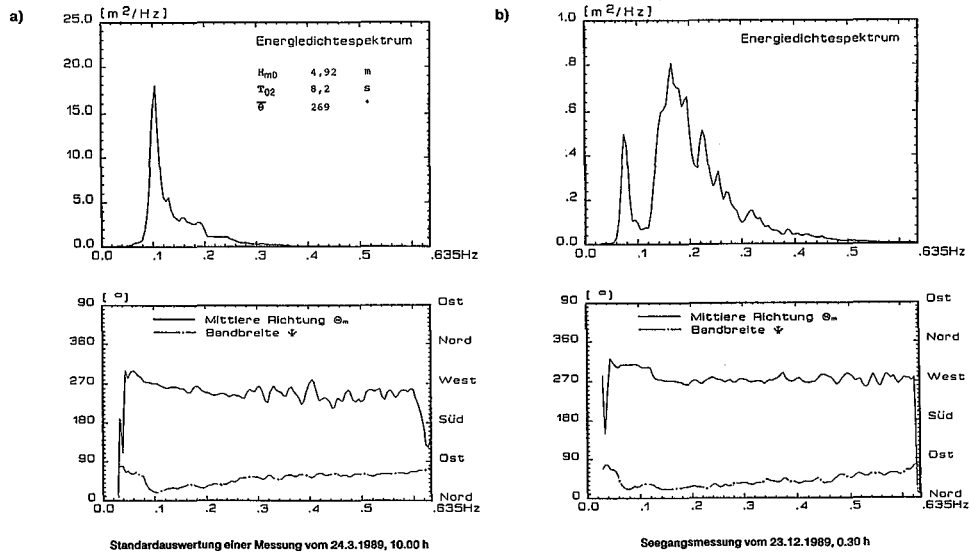 a)
[m²/Hz]
25.0
20.0
15.0
10.0
5.0
0.0
0.0 .1 .2 .3 .4 .5 .635Hz
Energiedichtespektrum
Hm0 4,92 m
T02 8,2 s
θ̅ 269 °
[°]
90
360
270
180
90
0
0.0 .1 .2 .3 .4 .5 .635Hz
Mittlere Richtung Θm
Bandbreite Ψ
Ost
Nord
West
Süd
Ost
Nord
Standardauswertung einer Messung vom 24.3.1989, 10.00 h
b)
[m²/Hz]
1.0
.8
.6
.4
.2
0.0
0.0 .1 .2 .3 .4 .5 .635Hz
Energiedichtespektrum
[°]
90
360
270
180
90
0
0.0 .1 .2 .3 .4 .5 .635Hz
Mittlere Richtung Θm
Bandbreite Ψ
Ost
Nord
West
Süd
Ost
Nord
Seegangsmessung vom 23.12.1989, 0.30 h